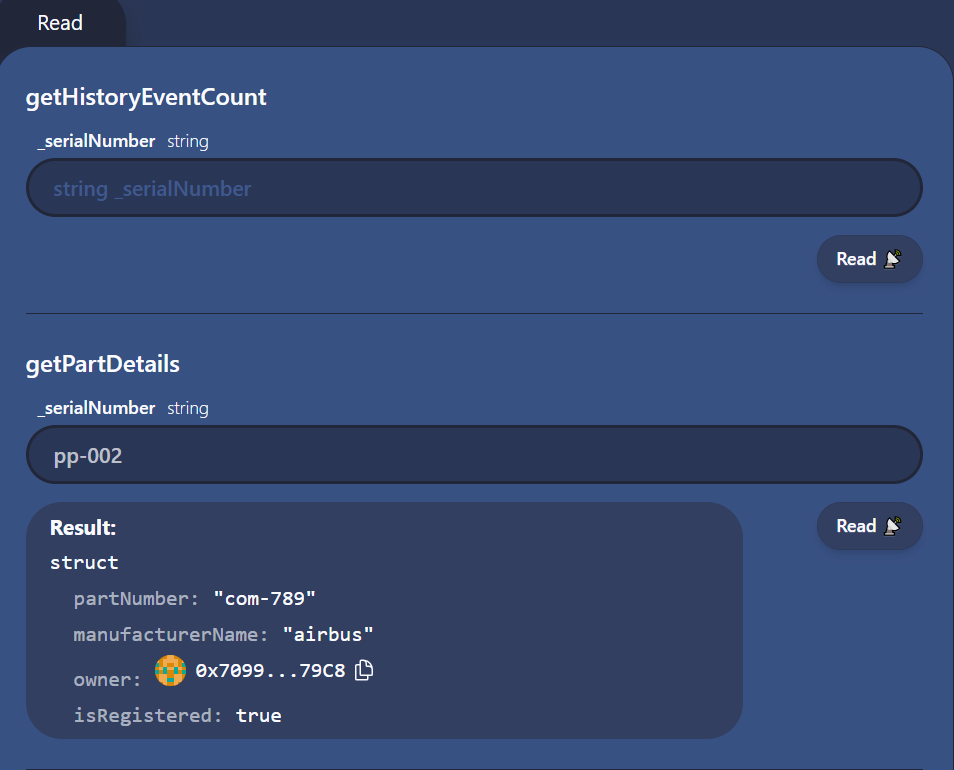 Read
getHistoryEventCount
_serialNumber string
string _serialNumber
Read
getPartDetails
_serialNumber string
pp-002
Result:
Read
struct
partNumber: "com-789"
manufacturerName: "airbus"
owner: 0x7099...79C8
isRegistered: true